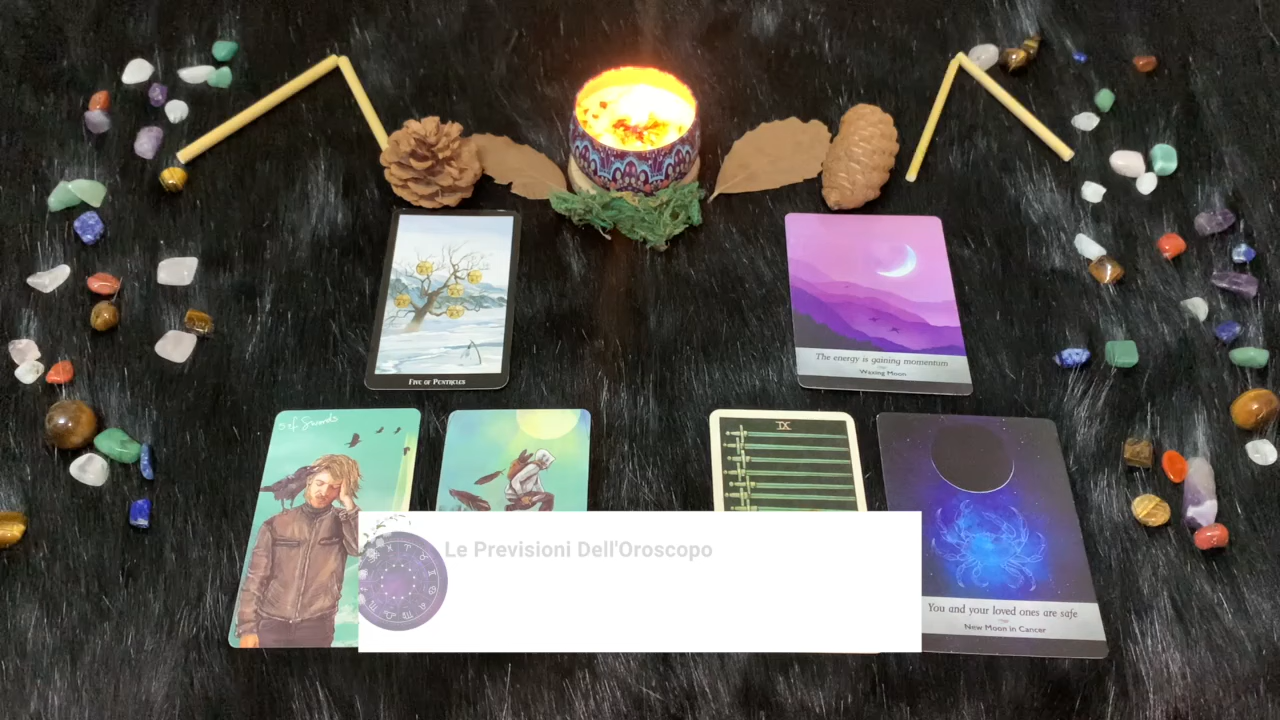 Five of Pentacles
The energy is gaining momentum
Waxing Moon
5 of Swords
IX
Le Previsioni Dell'Oroscopo
You and your loved ones are safe
New Moon in Cancer